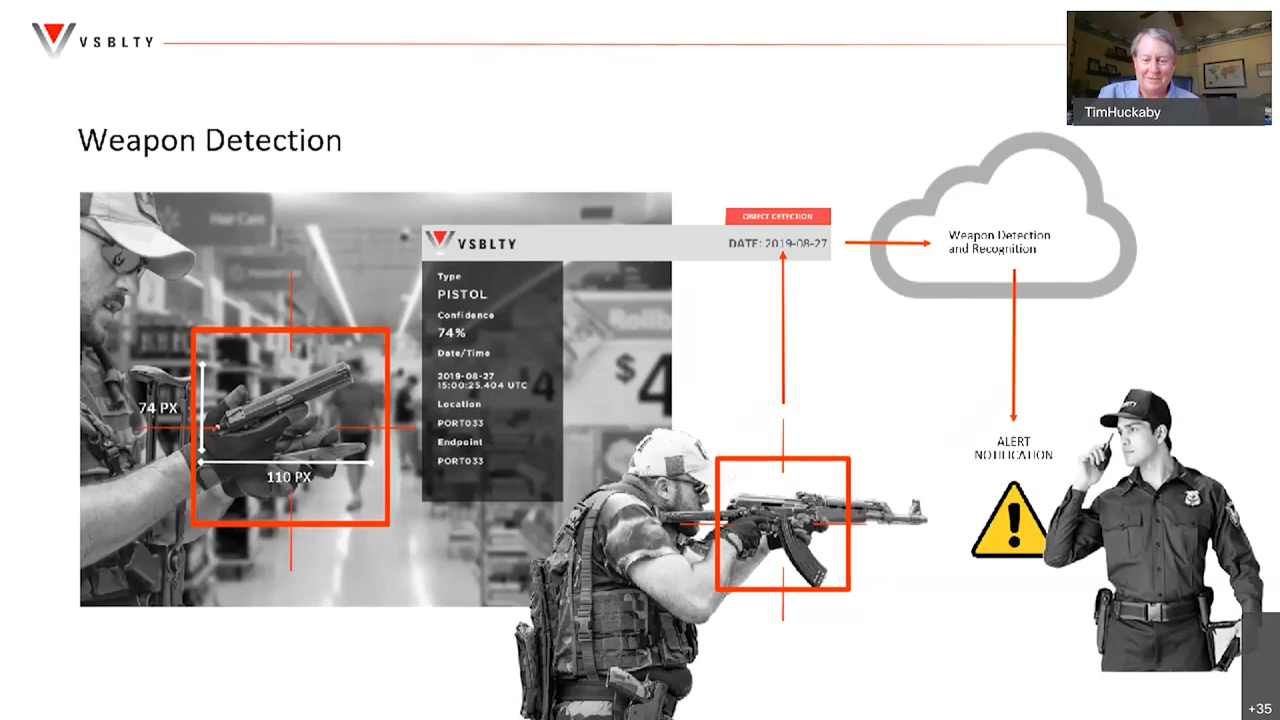 VSBLTY
TimHuckaby
Weapon Detection
OBJECT DETECTION
VSBLTY
DATE: 2019-08-27
Weapon Detection
and Recognition
Type
PISTOL
Confidence
74%
Date/Time
2019-08-27
15:00:25.404 UTC
Location
PORT033
Endpoint
PORT033
74 PX
110 PX
$4
ALERT
NOTIFICATION
+35